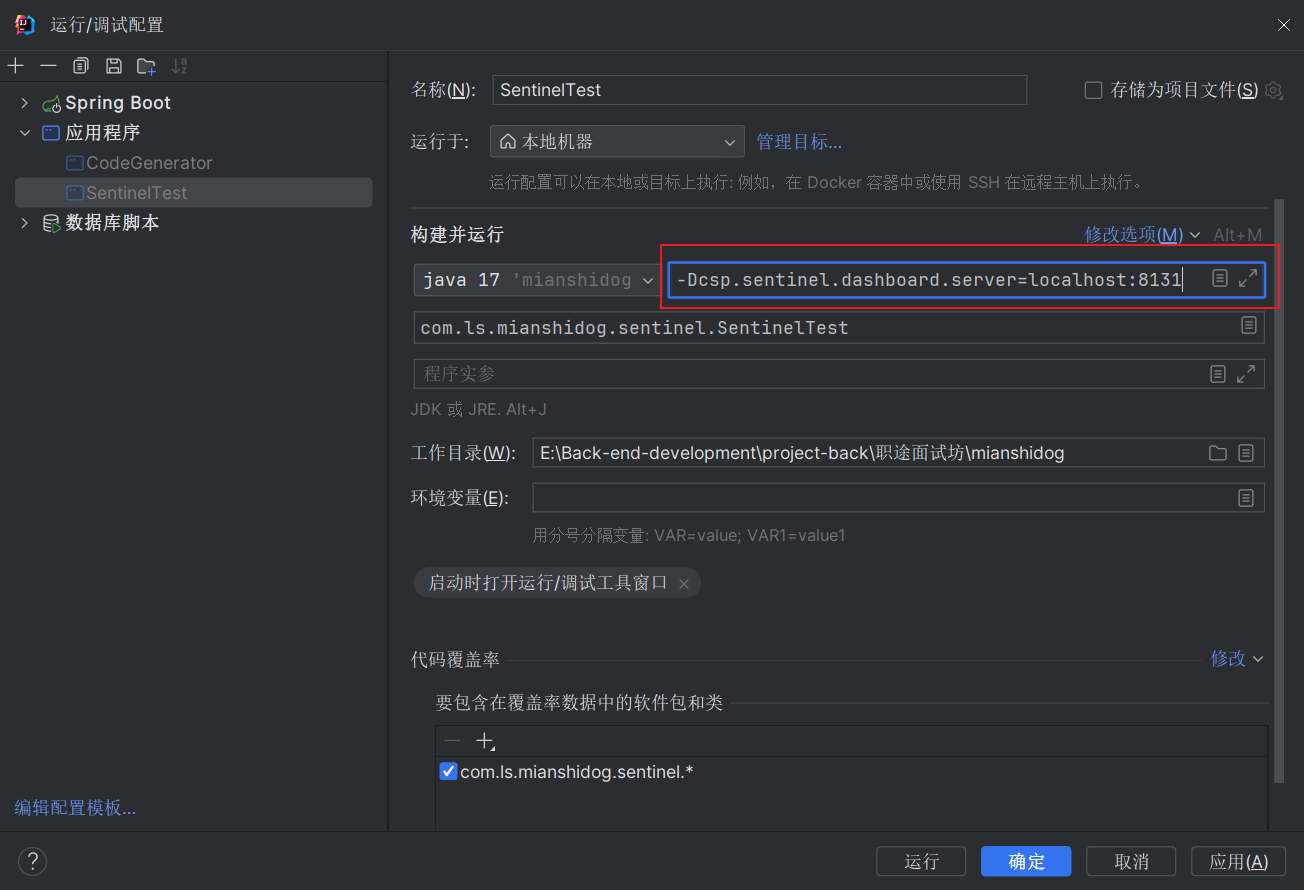 运行/调试配置
Spring Boot
应用程序
CodeGenerator
SentinelTest
数据库脚本
编辑配置模板...
名称(N): SentinelTest 存储为项目文件(S)
运行于: 本地机器 管理目标...
运行配置可以在本地或目标上执行: 例如，在 Docker 容器中或使用 SSH 在远程主机上执行。
构建并运行 修改选项(M) Alt+M
java 17 'mianshidog -Dcsp.sentinel.dashboard.server=localhost:8131
com.ls.mianshidog.sentinel.SentinelTest
程序实参
JDK 或 JRE. Alt+J
工作目录(W): E:\Back-end-development\project-back\职途面试坊\mianshidog
环境变量(E):
用分号分隔变量: VAR=value; VAR1=value1
启动时打开运行/调试工具窗口
代码覆盖率 修改
要包含在覆盖率数据中的软件包和类
com.ls.mianshidog.sentinel.*
? 运行 确定 取消 应用(A)